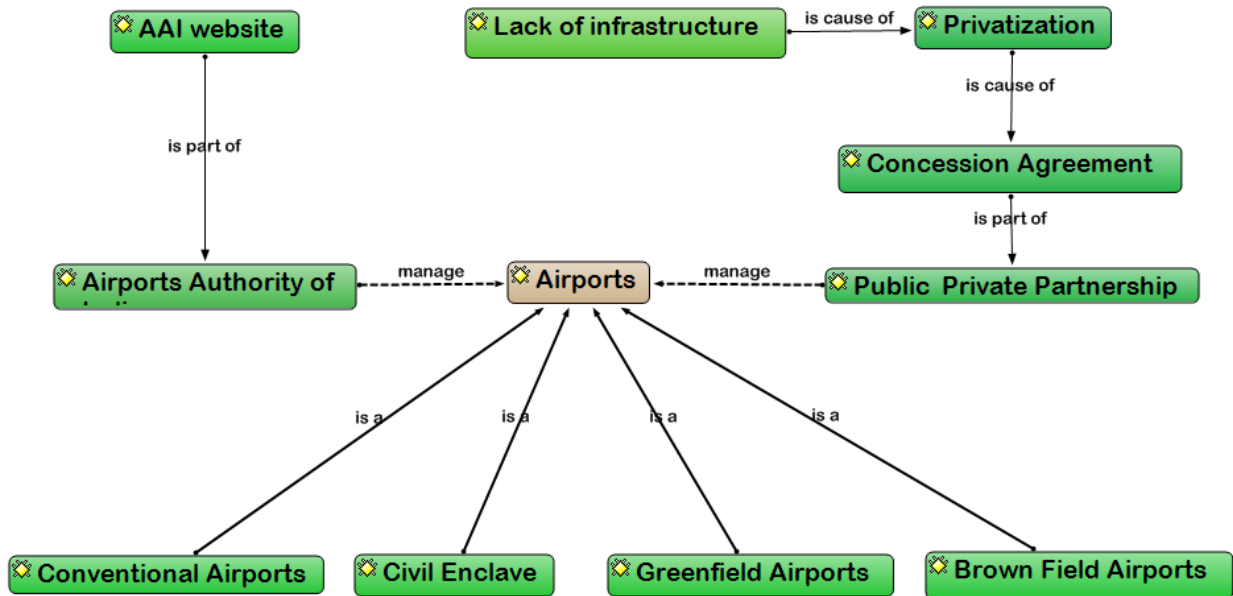 AAI website
Lack of infrastructure
is cause of
Privatization
is cause of
is part of
Concession Agreement
is part of
Airports Authority of
manage
Airports
manage
Public Private Partnership
is a
is a
is a
is a
Conventional Airports
Civil Enclave
Greenfield Airports
Brown Field Airports